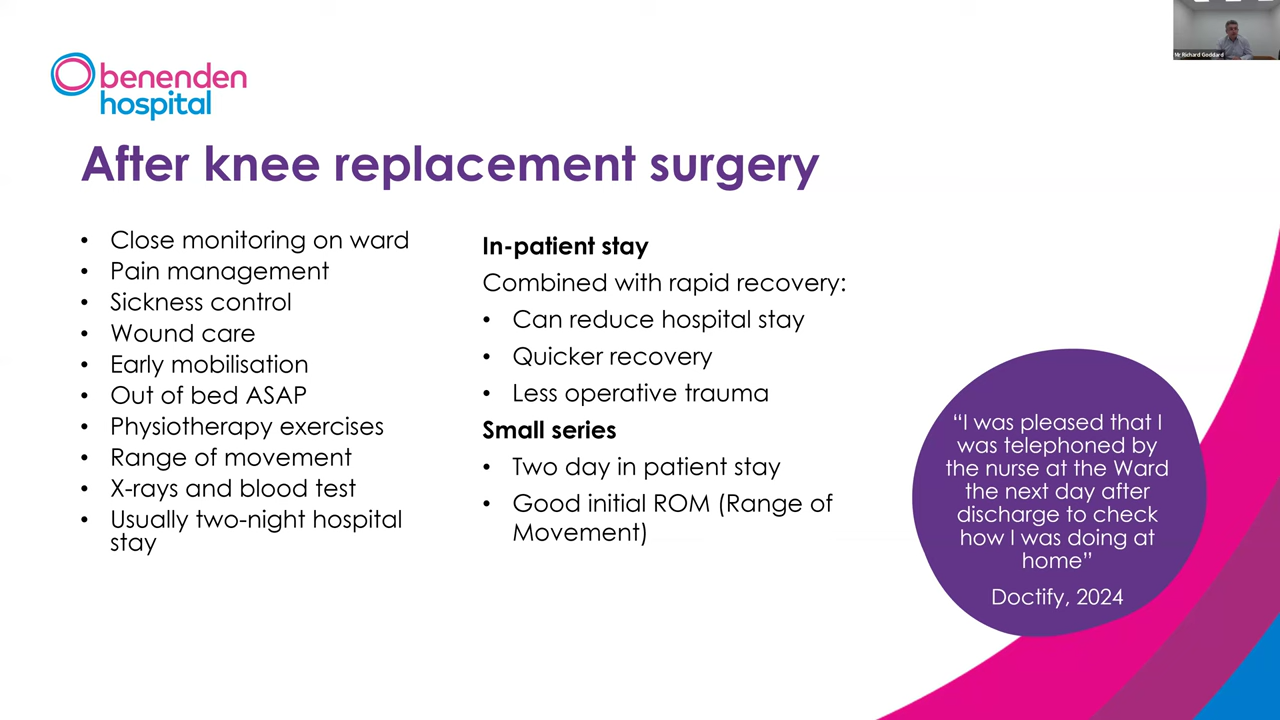 Mr Richard Goddard
benenden
hospital
After knee replacement surgery
• Close monitoring on ward
• Pain management
• Sickness control
• Wound care
• Early mobilisation
• Out of bed ASAP
• Physiotherapy exercises
• Range of movement
• X-rays and blood test
• Usually two-night hospital
stay
In-patient stay
Combined with rapid recovery:
• Can reduce hospital stay
• Quicker recovery
• Less operative trauma
Small series
• Two day in patient stay
• Good initial ROM (Range of
Movement)
“I was pleased that I
was telephoned by
the nurse at the Ward
the next day after
discharge to check
how I was doing at
home”
Doctify, 2024